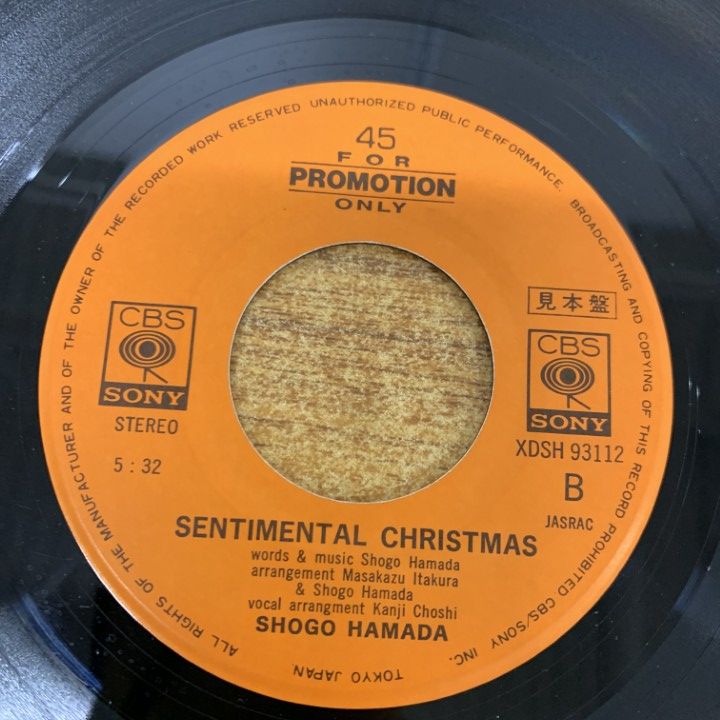 ALL RIGHTS OF THE MANUFACTURER AND OF THE OWNER OF THE RECORDED WORK RESERVED UNAUTHORIZED PUBLIC PERFORMANCE. BROADCASTING AND COPYING OF THIS RECORD PROHIBITED CBS/SONY INC. TOKYO JAPAN.
45
FOR
PROMOTION
ONLY
CBS
SONY
STEREO
5:32
見本盤
CBS
SONY
XDSH 93112
B
JASRAC
SENTIMENTAL CHRISTMAS
words & music Shogo Hamada
arrangement Masakazu Itakura
& Shogo Hamada
vocal arrangment Kanji Choshi
SHOGO HAMADA